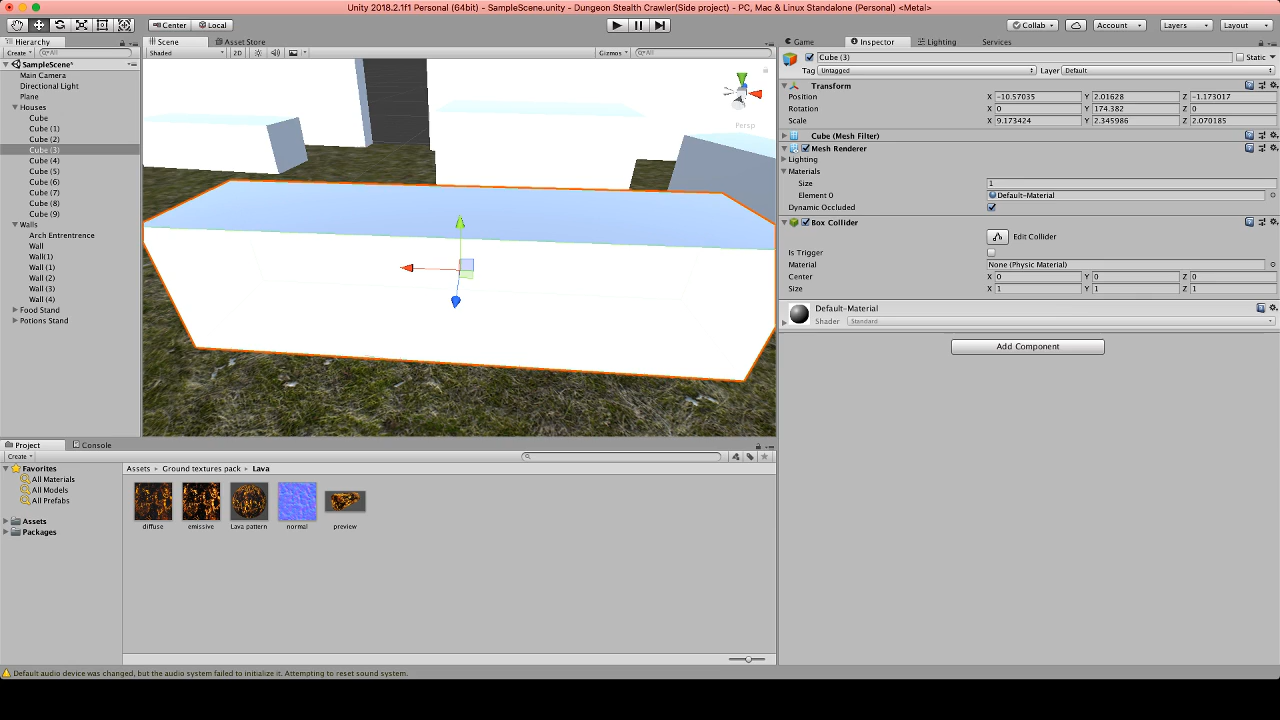 Unity 2018.2.1f1 Personal (64bit) - SampleScene.unity - Dungeon Stealth Crawler(Side project) - PC, Mac & Linux Standalone (Personal) <Metal>
Center Local Collab Account Layers Layout
Hierarchy
Create All
SampleScene*
Main Camera
Directional Light
Plane
Houses
Cube
Cube (1)
Cube (2)
Cube (3)
Cube (4)
Cube (5)
Cube (6)
Cube (7)
Cube (8)
Cube (9)
Walls
Arch Entrentrence
Wall
Wall(1)
Wall (1)
Wall (2)
Wall (3)
Wall (4)
Food Stand
Potions Stand
Scene Asset Store
Shaded 2D Gizmos All
Persp
Game Inspector Lighting Services
Cube (3) Static
Tag Untagged Layer Default
Transform
Position X -10.57035 Y 2.01628 Z -1.173017
Rotation X 0 Y 174.382 Z 0
Scale X 9.173424 Y 2.345986 Z 2.070185
Cube (Mesh Filter)
Mesh Renderer
Lighting
Materials
Size 1
Element 0 Default-Material
Dynamic Occluded
Box Collider
Edit Collider
Is Trigger
Material None (Physic Material)
Center X 0 Y 0 Z 0
Size X 1 Y 1 Z 1
Default-Material
Shader Standard
Add Component
Project Console
Create
Favorites
All Materials
All Models
All Prefabs
Assets
Packages
Assets Ground textures pack Lava
diffuse emissive Lava pattern normal preview
Default audio device was changed, but the audio system failed to initialize it. Attempting to reset sound system.